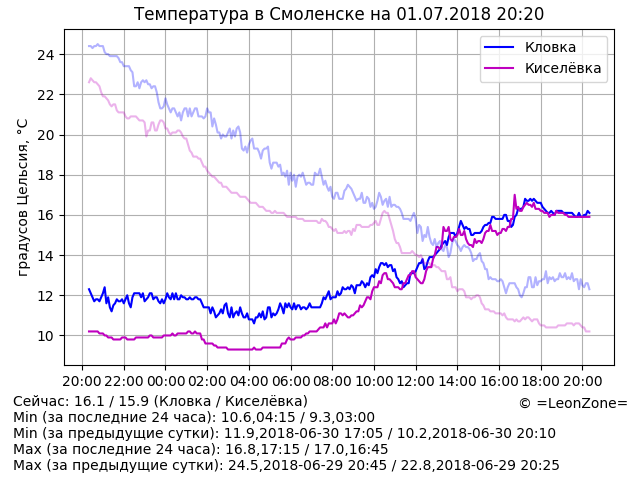 Температура в Смоленске на 01.07.2018 20:20
градусов Цельсия, °C
24
22
20
18
16
14
12
10
Кловка
Киселёвка
20:00 22:00 00:00 02:00 04:00 06:00 08:00 10:00 12:00 14:00 16:00 18:00 20:00
Сейчас: 16.1 / 15.9 (Кловка / Киселёвка)
© =LeonZone=
Min (за последние 24 часа): 10.6,04:15 / 9.3,03:00
Min (за предыдущие сутки): 11.9,2018-06-30 17:05 / 10.2,2018-06-30 20:10
Max (за последние 24 часа): 16.8,17:15 / 17.0,16:45
Max (за предыдущие сутки): 24.5,2018-06-29 20:45 / 22.8,2018-06-29 20:25